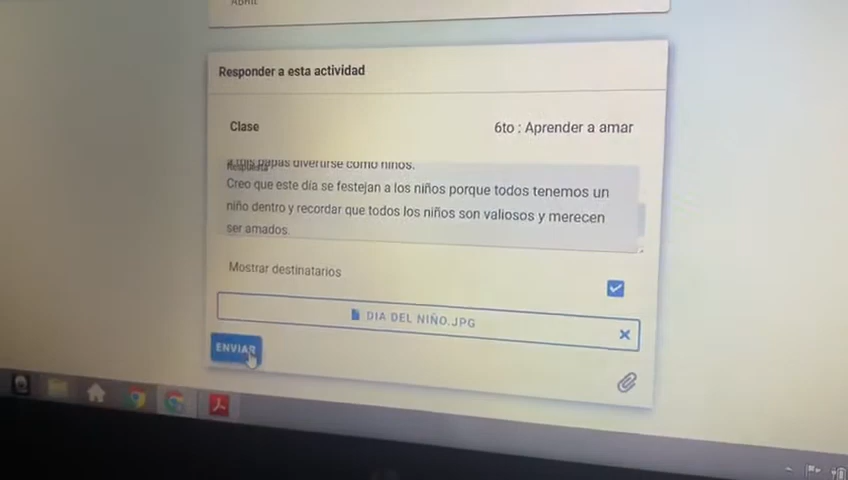 ABRIL
Responder a esta actividad
Clase
6to : Aprender a amar
a mis papas divertirse como niños.
Respuesta
Creo que este día se festejan a los niños porque todos tenemos un
niño dentro y recordar que todos los niños son valiosos y merecen
ser amados.
Mostrar destinatarios
DIA DEL NIÑO.JPG
ENVIAR